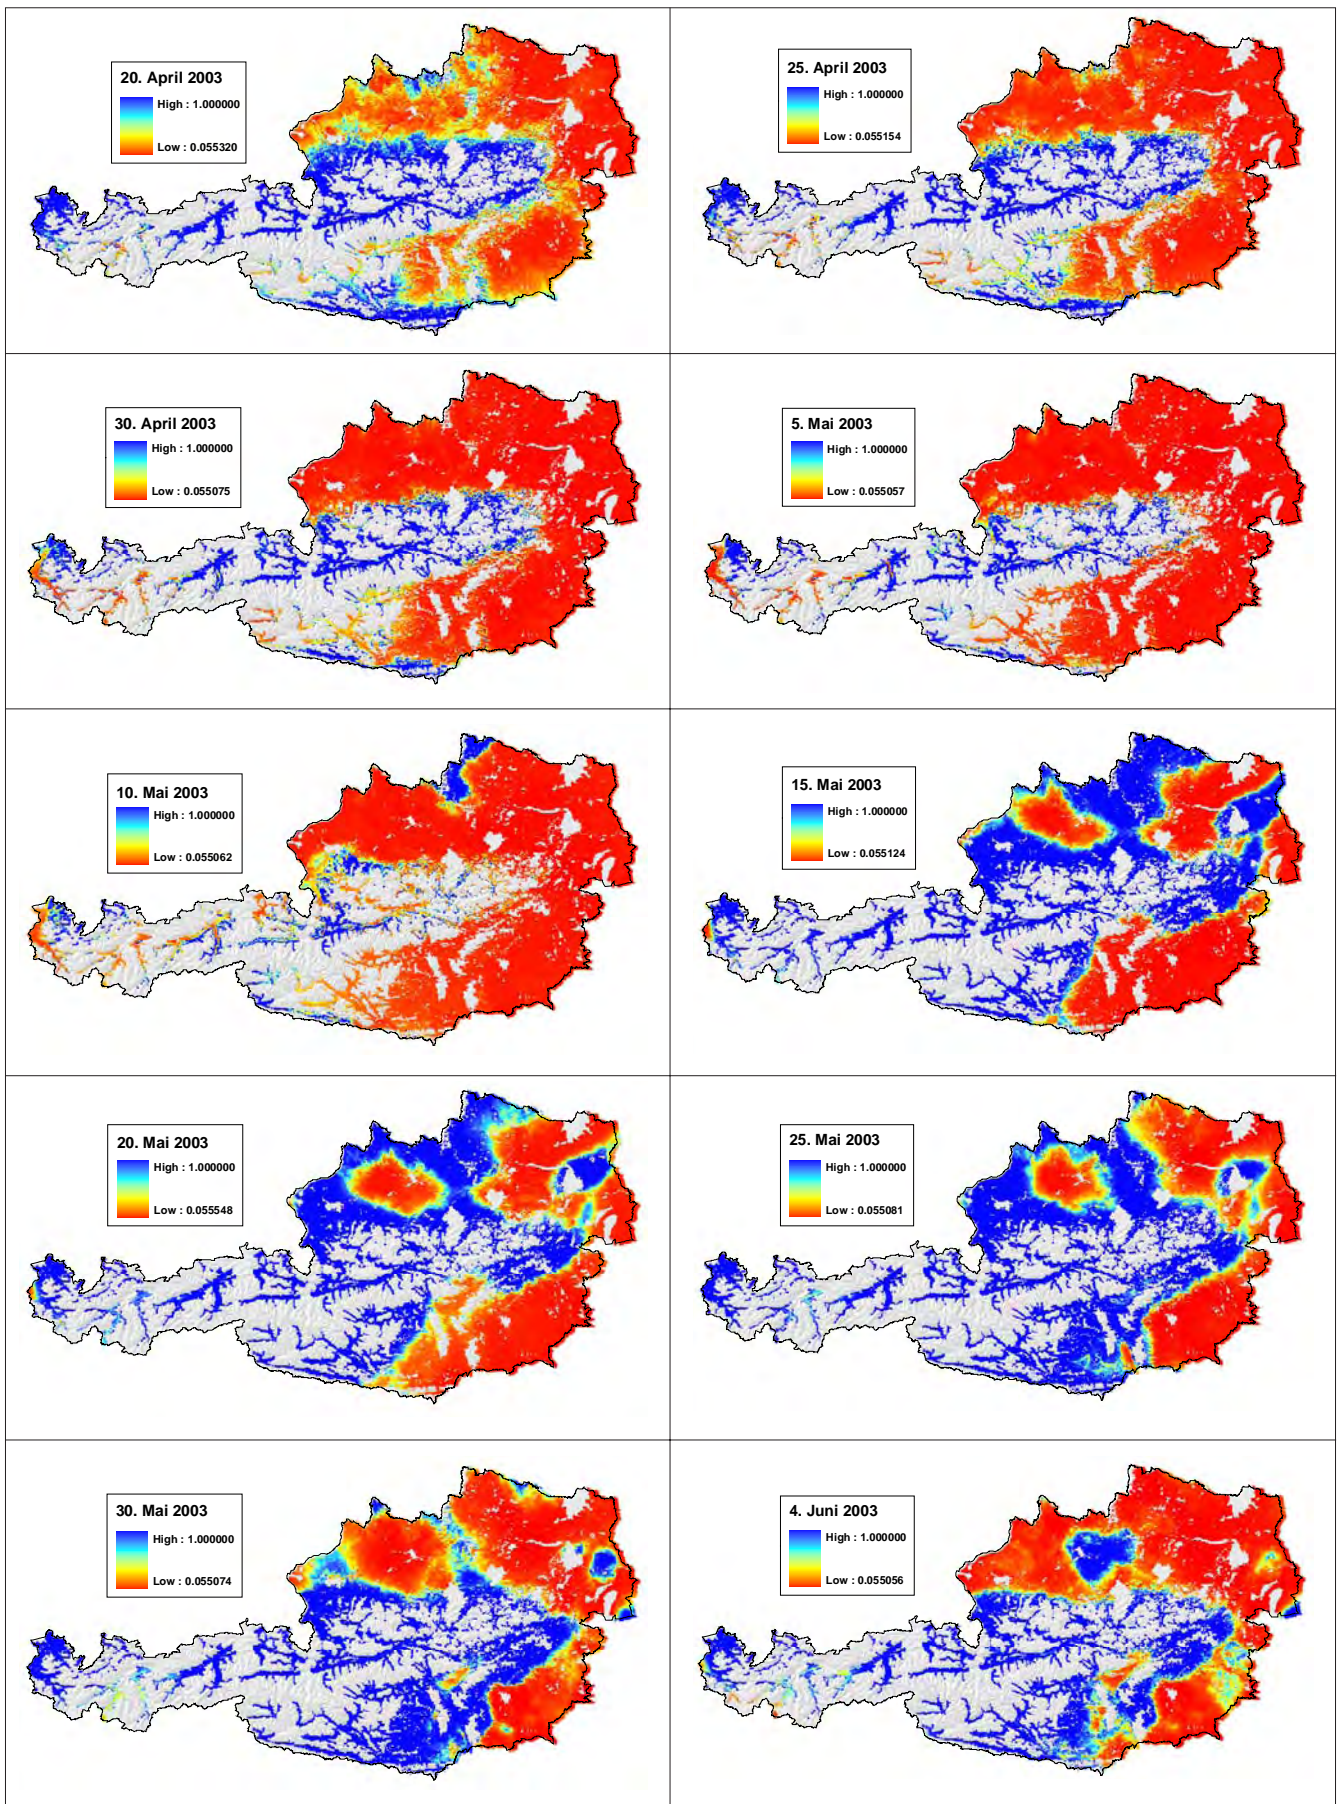 20. April 2003
High : 1.000000
Low : 0.055320
25. April 2003
High : 1.000000
Low : 0.055154
30. April 2003
High : 1.000000
Low : 0.055075
5. Mai 2003
High : 1.000000
Low : 0.055057
10. Mai 2003
High : 1.000000
Low : 0.055062
15. Mai 2003
High : 1.000000
Low : 0.055124
20. Mai 2003
High : 1.000000
Low : 0.055548
25. Mai 2003
High : 1.000000
Low : 0.055081
30. Mai 2003
High : 1.000000
Low : 0.055074
4. Juni 2003
High : 1.000000
Low : 0.055056